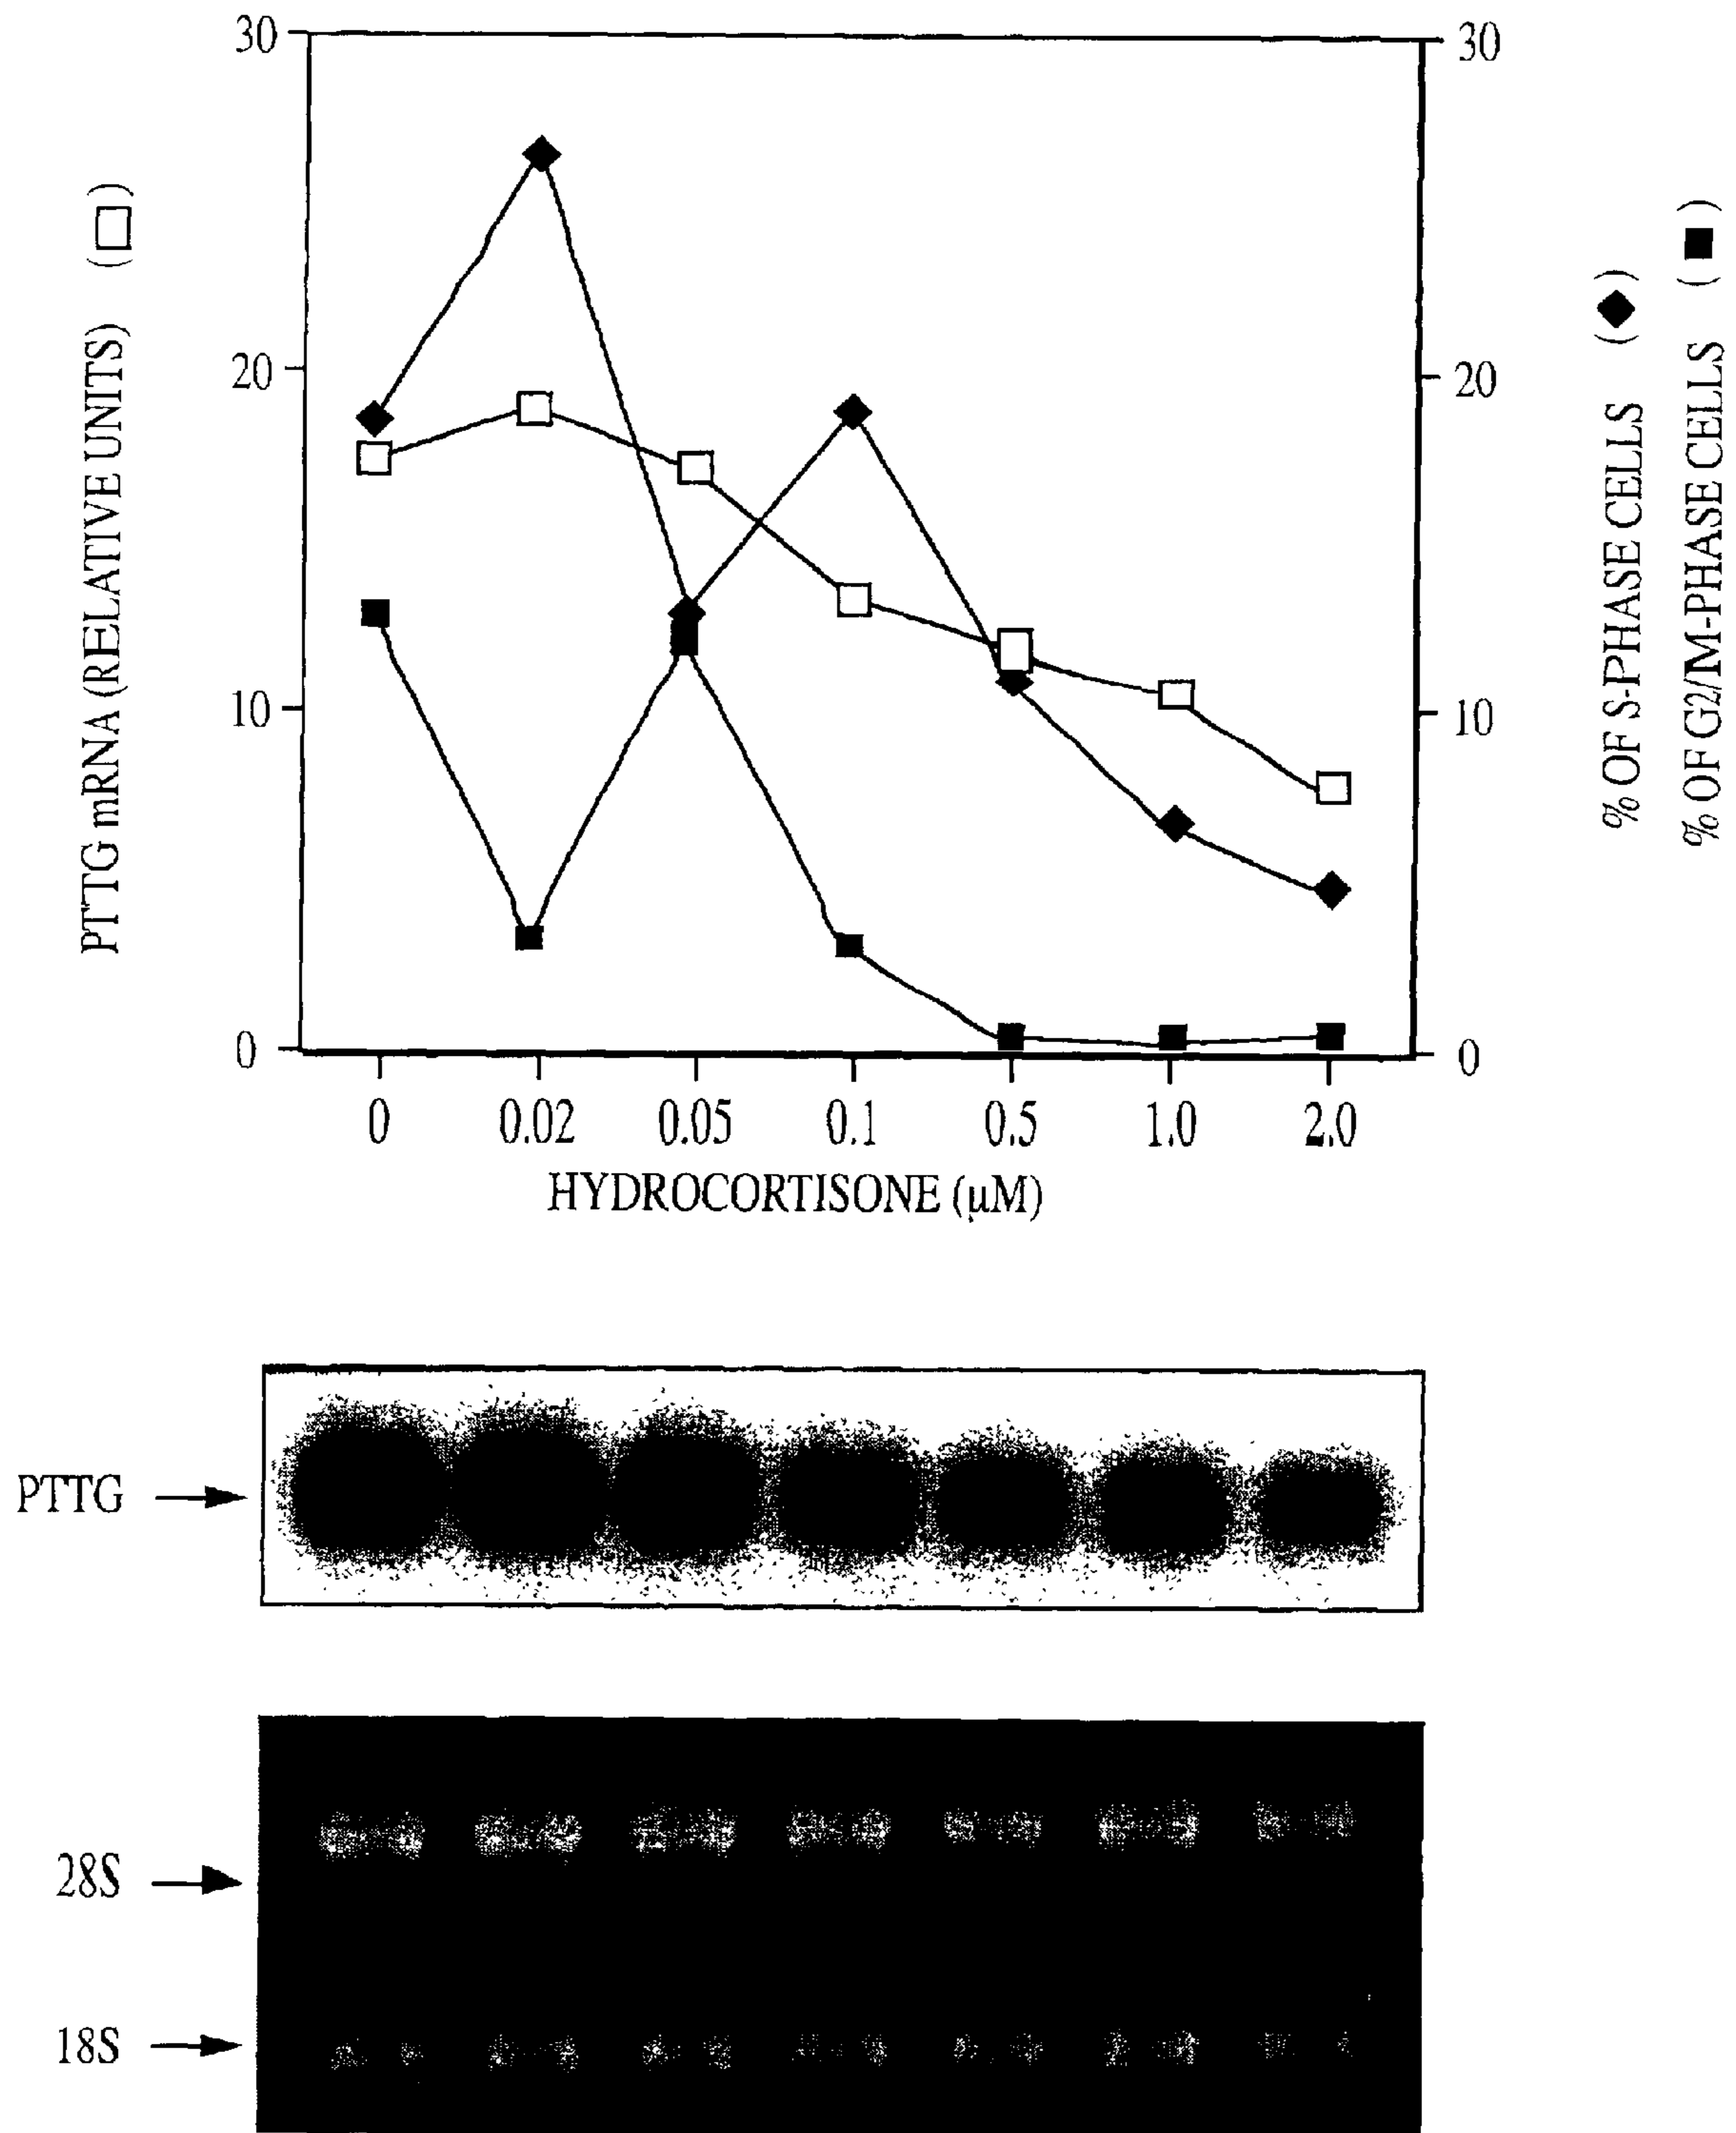 30
20
10
0
30
20
10
0
PTTG mRNA (RELATIVE UNITS) (□)
% OF S-PHASE CELLS (◆)
% OF G2/M-PHASE CELLS (■)
0 0.02 0.05 0.1 0.5 1.0 2.0
HYDROCORTISONE (µM)
PTTG
28S
18S